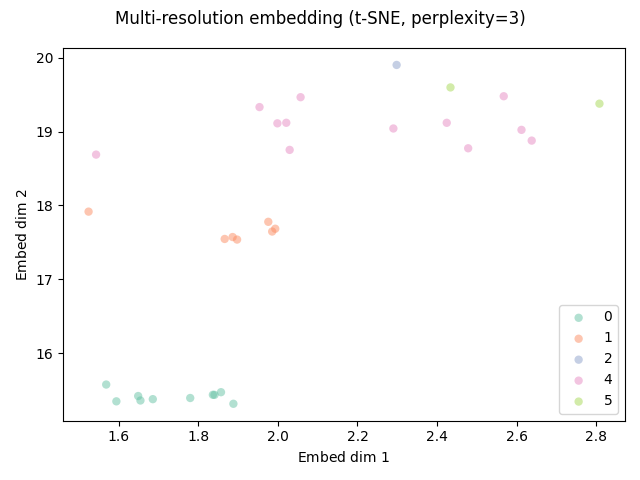 Multi-resolution embedding (t-SNE, perplexity=3)
20
19
18
17
16
Embed dim 2
1.6 1.8 2.0 2.2 2.4 2.6 2.8
Embed dim 1
0
1
2
4
5